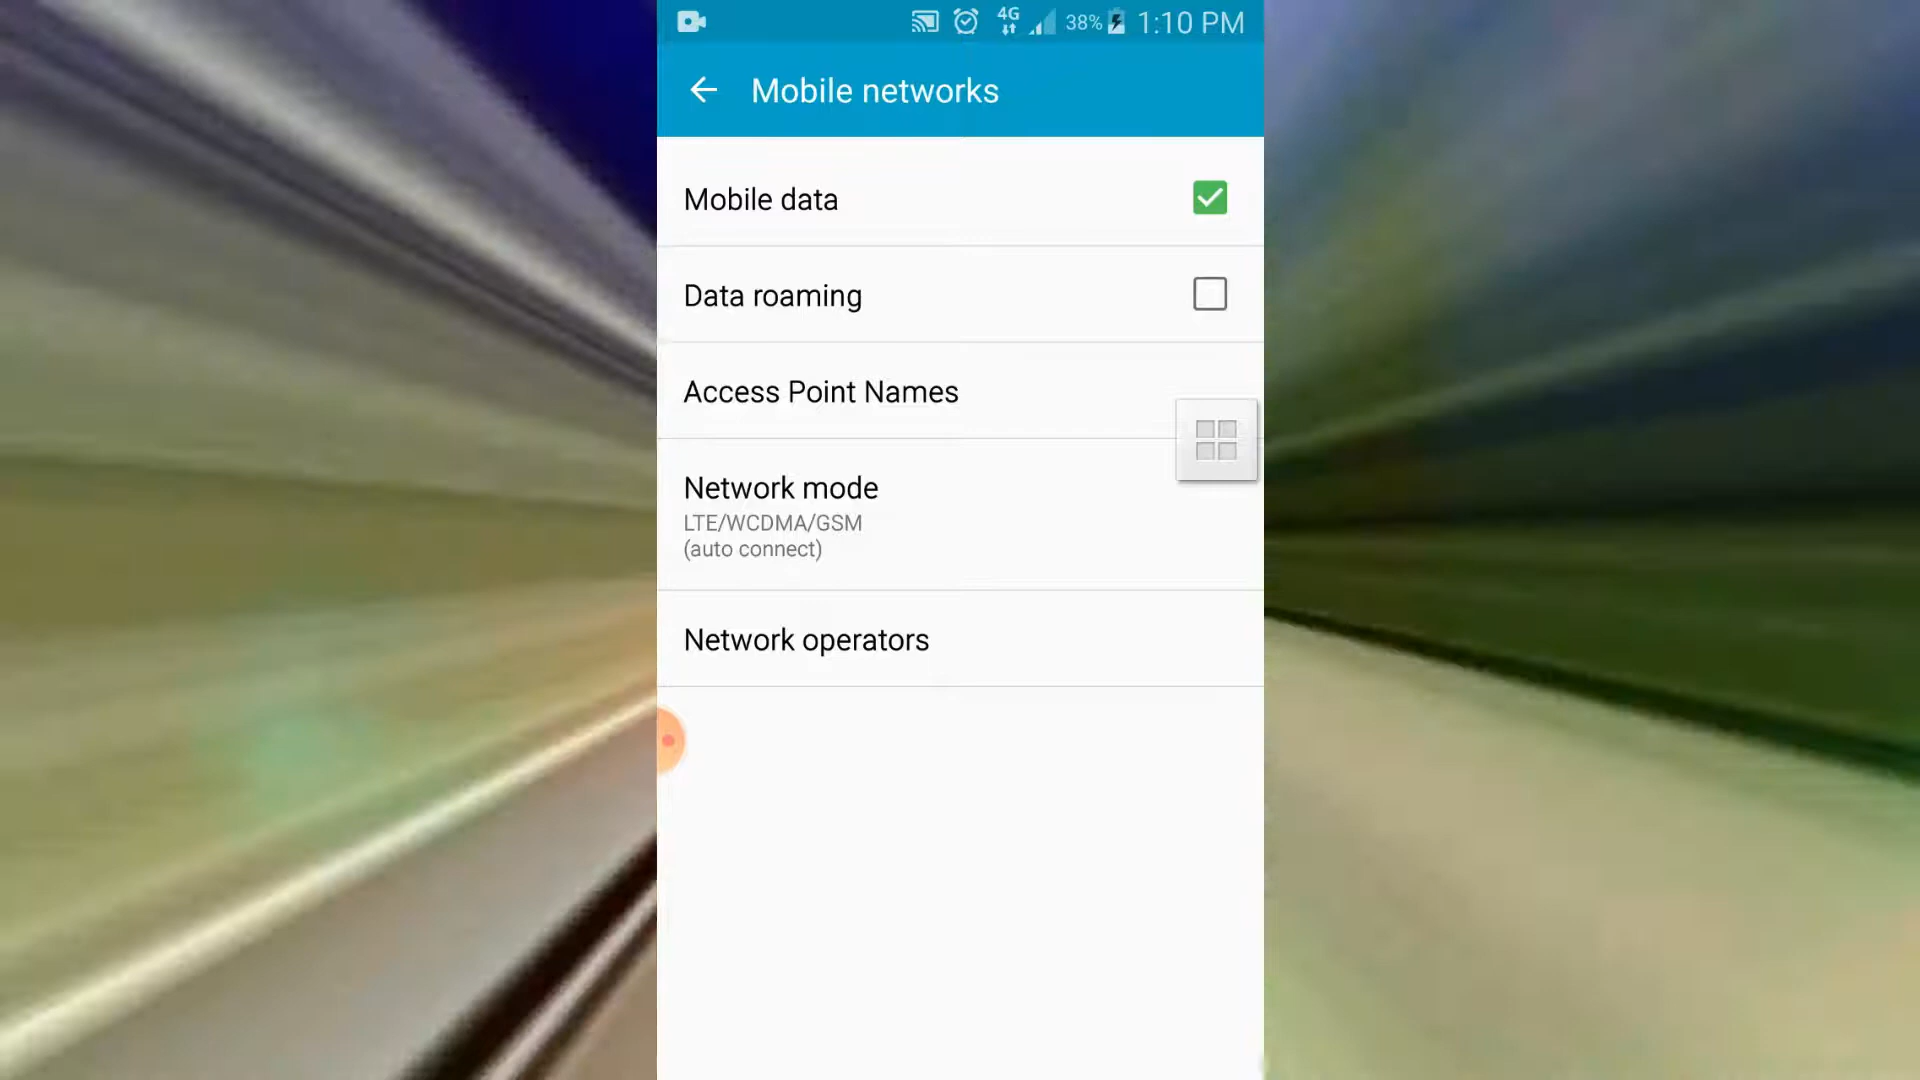 4G 38% 1:10 PM
Mobile networks
Mobile data
Data roaming
Access Point Names
Network mode
LTE/WCDMA/GSM
(auto connect)
Network operators